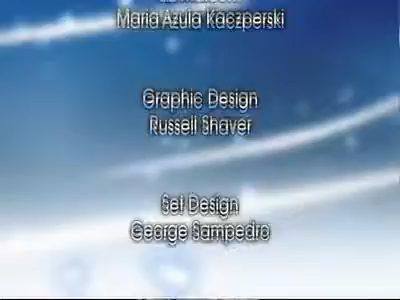 Maria Azula Kaczperski
Graphic Design
Russell Shaver
Set Design
George Sampedro